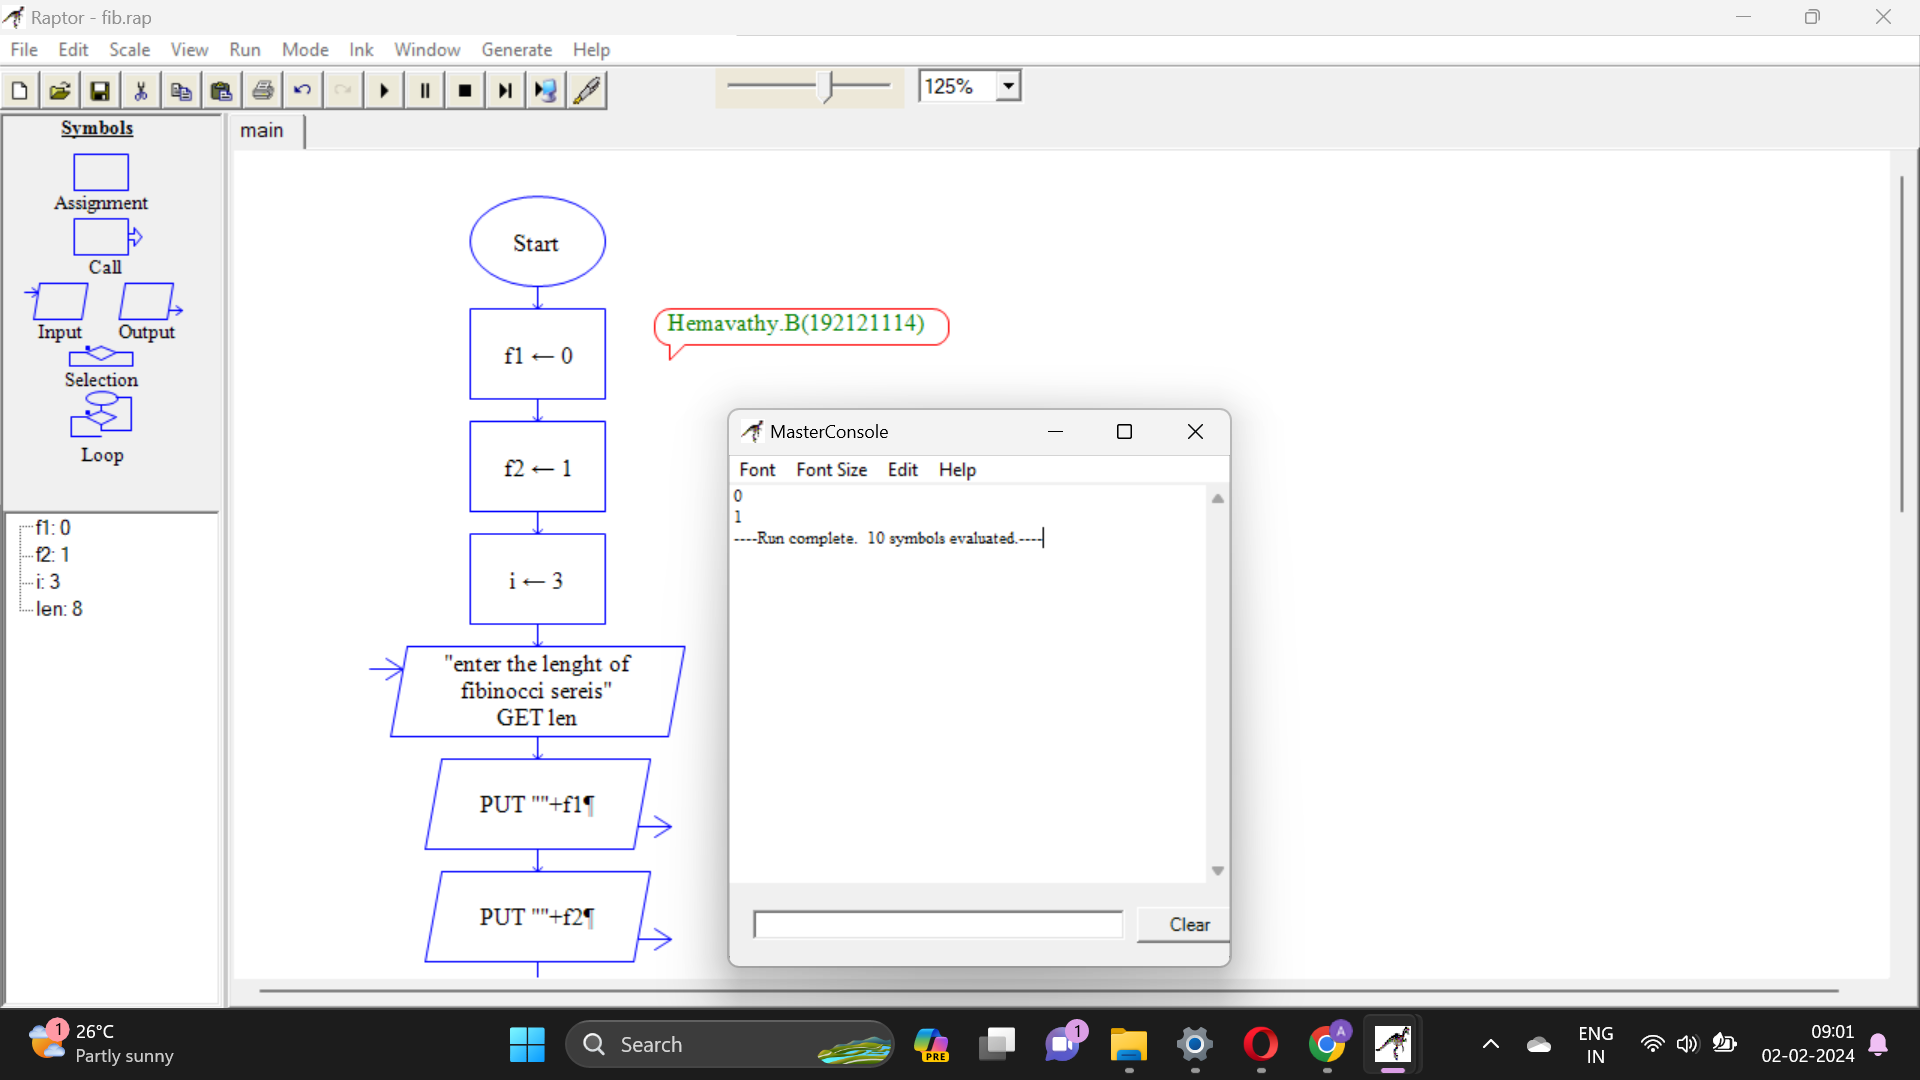 Raptor - fib.rap
File Edit Scale View Run Mode Ink Window Generate Help
125%
Symbols
main
Assignment
Call
Input Output
Selection
Loop
f1: 0
f2: 1
i: 3
len: 8
Start
f1 ← 0
Hemavathy.B(192121114)
f2 ← 1
i ← 3
"enter the lenght of
fibinocci sereis"
GET len
PUT ""+f1¶
PUT ""+f2¶
MasterConsole
Font Font Size Edit Help
0
1
----Run complete. 10 symbols evaluated.----
Clear
1
26°C
Partly sunny
Search
PRE
1
A
ENG
IN
09:01
02-02-2024